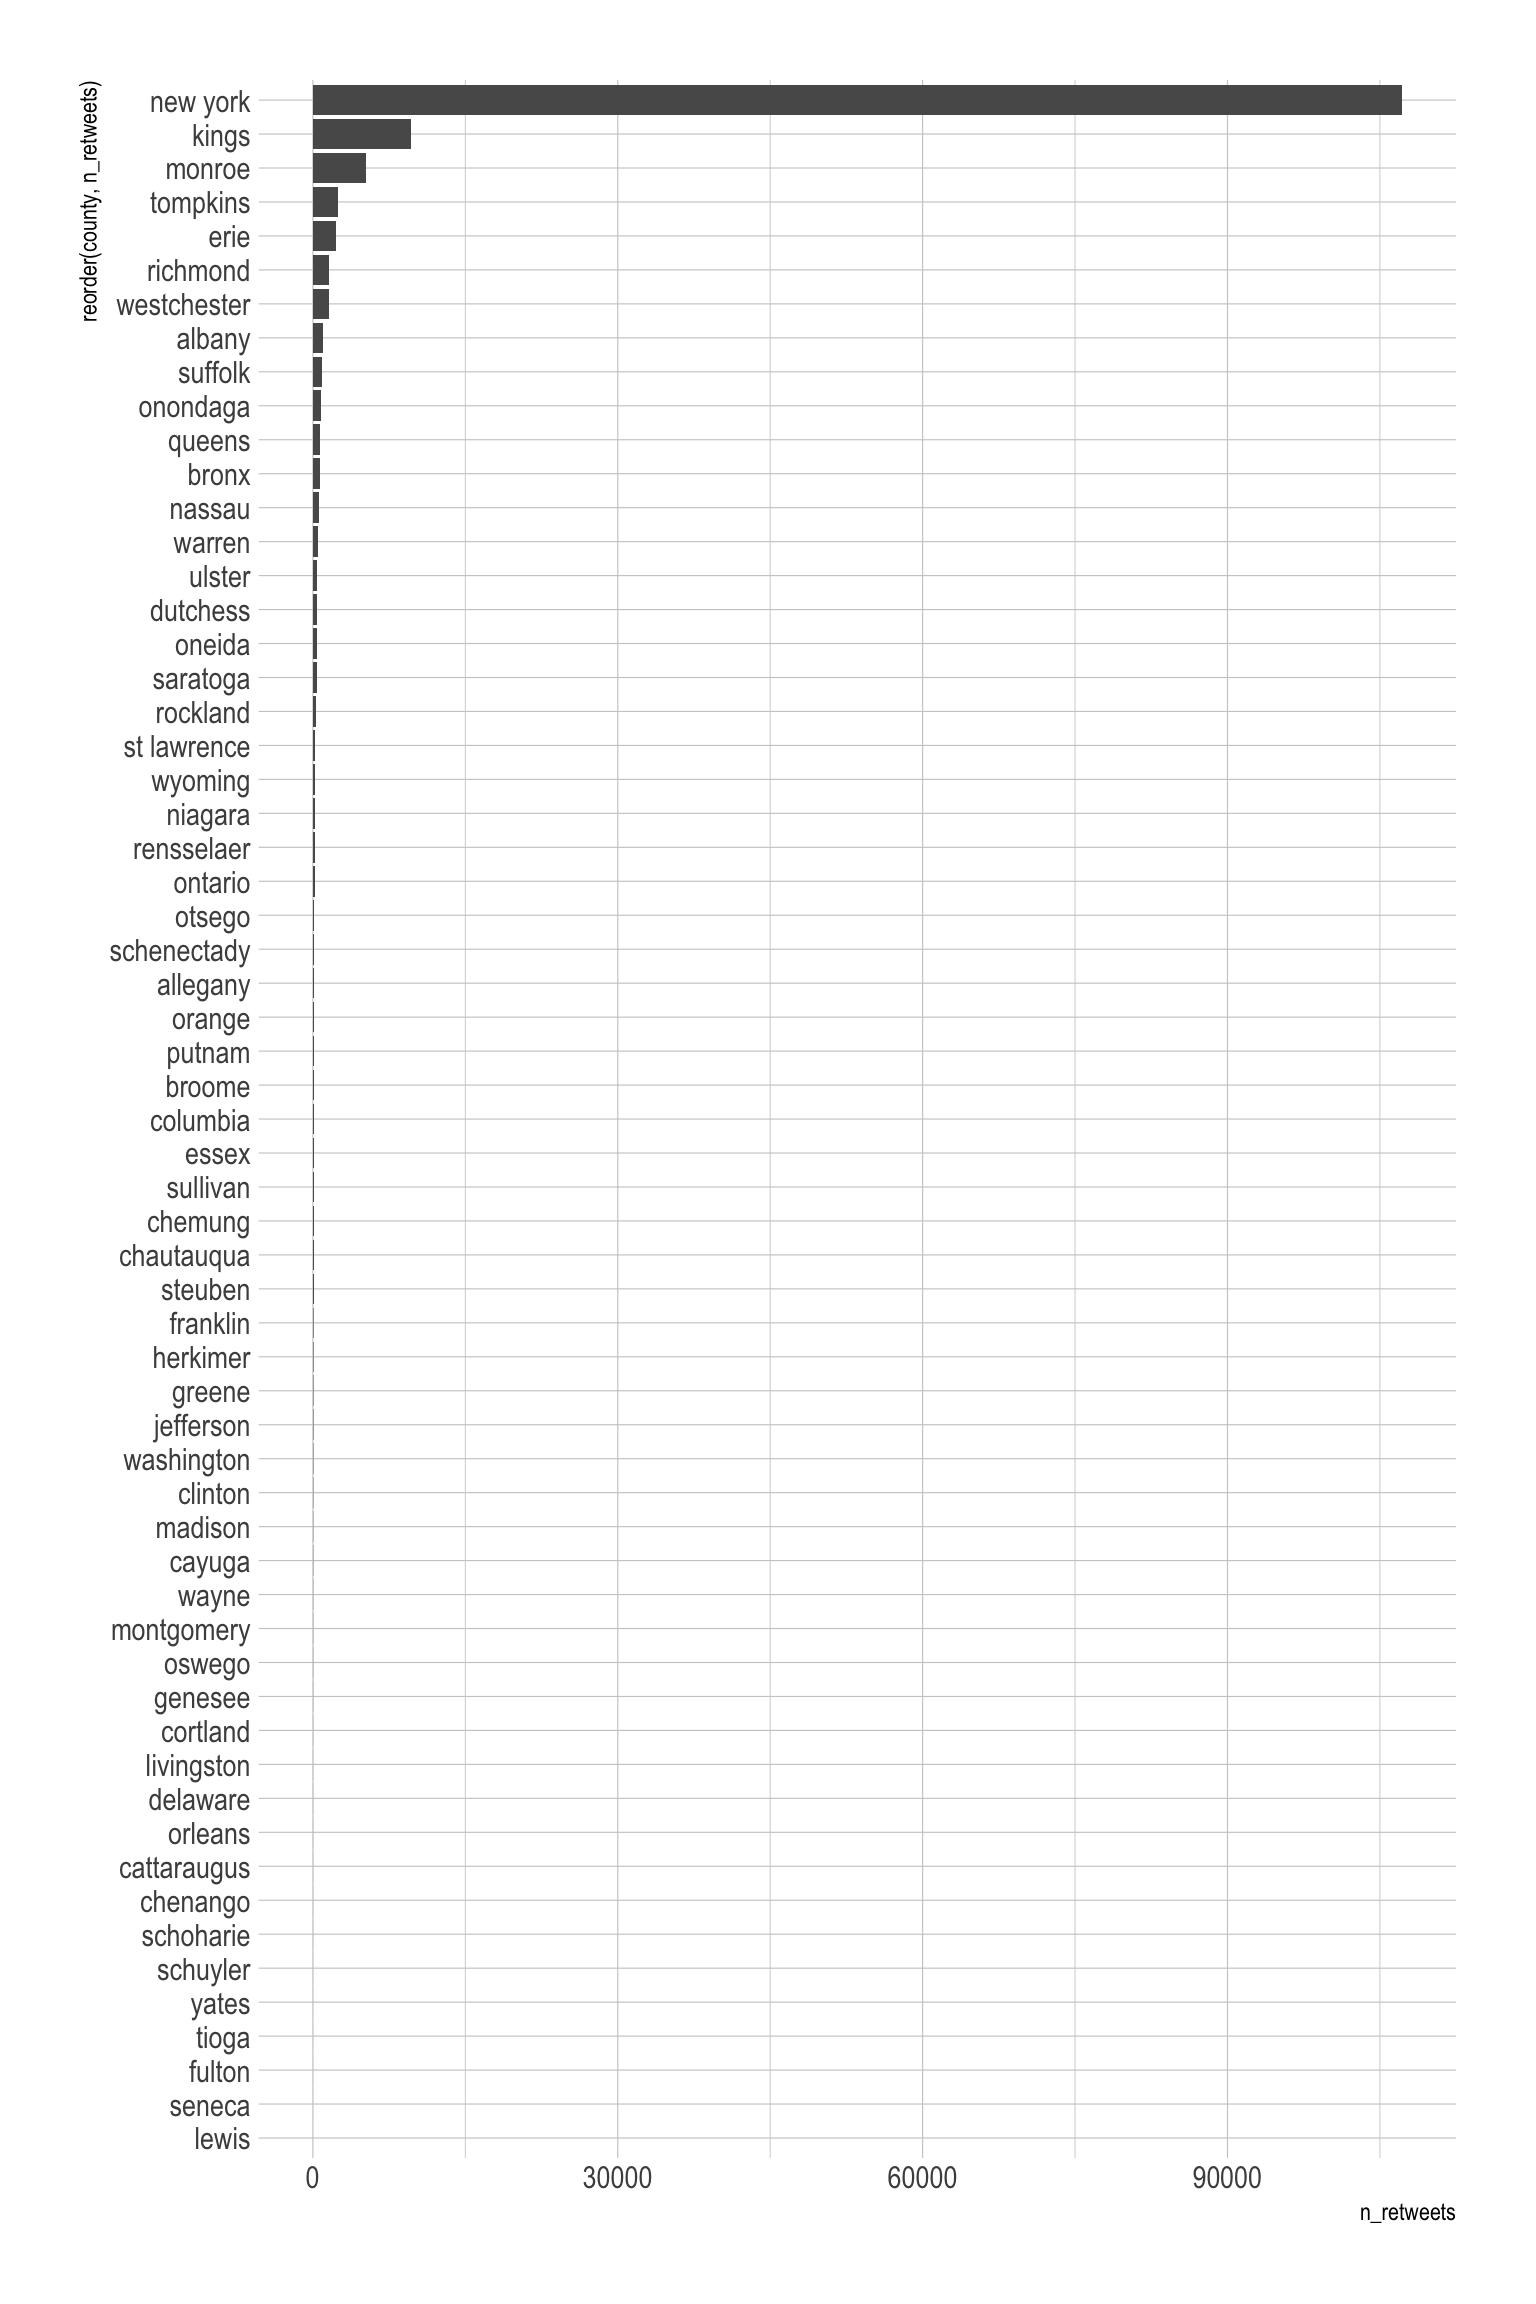 reorder(county, n_retweets)
new york
kings
monroe
tompkins
erie
richmond
westchester
albany
suffolk
onondaga
queens
bronx
nassau
warren
ulster
dutchess
oneida
saratoga
rockland
st lawrence
wyoming
niagara
rensselaer
ontario
otsego
schenectady
allegany
orange
putnam
broome
columbia
essex
sullivan
chemung
chautauqua
steuben
franklin
herkimer
greene
jefferson
washington
clinton
madison
cayuga
wayne
montgomery
oswego
genesee
cortland
livingston
delaware
orleans
cattaraugus
chenango
schoharie
schuyler
yates
tioga
fulton
seneca
lewis
0 30000 60000 90000
n_retweets